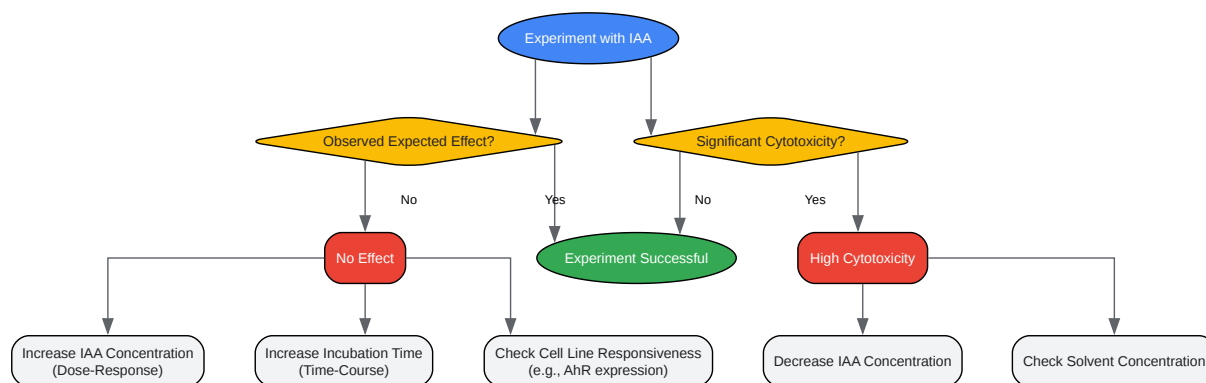 Experiment with IAA
Observed Expected Effect?
Significant Cytotoxicity?
No
Yes
No
Yes
No Effect
Experiment Successful
High Cytotoxicity
Increase IAA Concentration
(Dose-Response)
Increase Incubation Time
(Time-Course)
Check Cell Line Responsiveness
(e.g., AhR expression)
Decrease IAA Concentration
Check Solvent Concentration